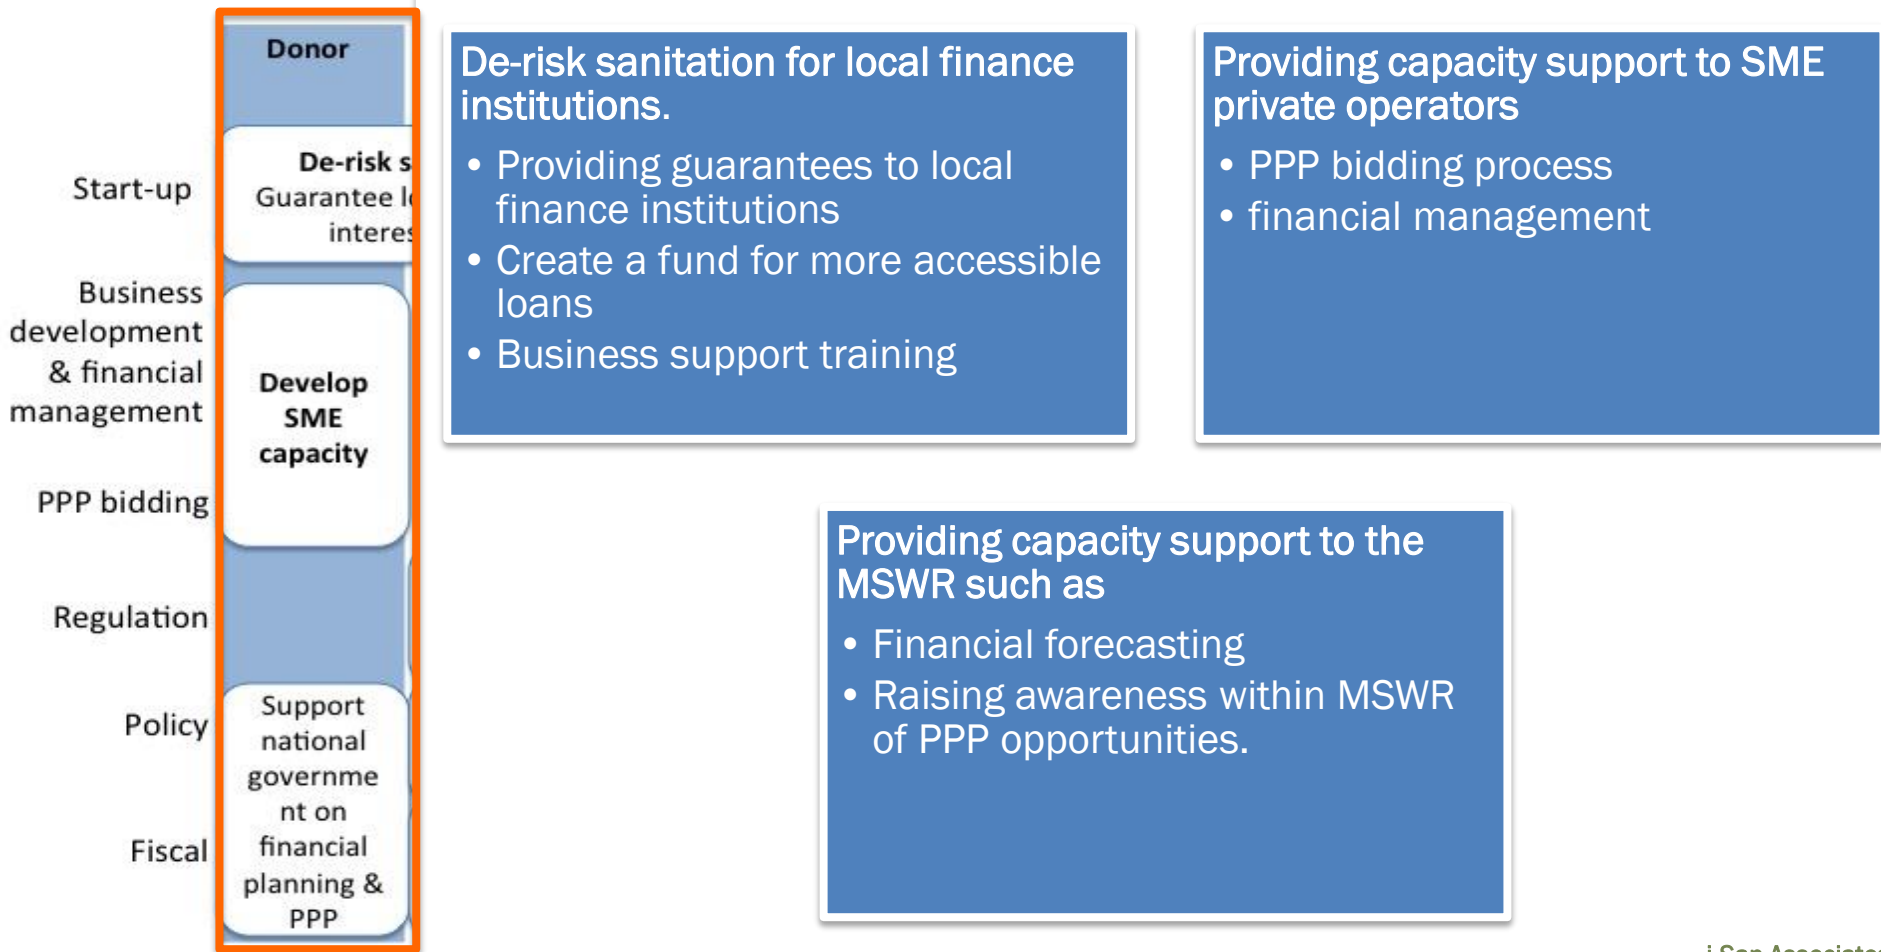 Donor
Start-up
De-risk s
Guarantee l
interes
Business
development
& financial
management
Develop
SME
capacity
PPP bidding
Regulation
Policy
Fiscal
Support
national
governme
nt on
financial
planning &
PPP
De-risk sanitation for local finance
institutions.
• Providing guarantees to local
finance institutions
• Create a fund for more accessible
loans
• Business support training
Providing capacity support to SME
private operators
• PPP bidding process
• financial management
Providing capacity support to the
MSWR such as
• Financial forecasting
• Raising awareness within MSWR
of PPP opportunities.